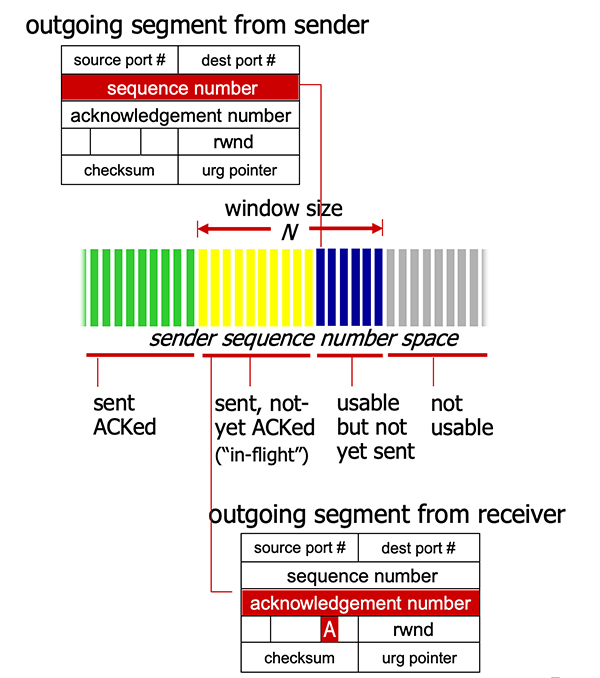 outgoing segment from sender
source port # dest port #
sequence number
acknowledgement number
rwnd
checksum urg pointer
window size
N
sender sequence number space
sent
ACKed
sent, not-
yet ACKed
(“in-flight”)
usable
but not
yet sent
not
usable
outgoing segment from receiver
source port # dest port #
sequence number
acknowledgement number
A rwnd
checksum urg pointer